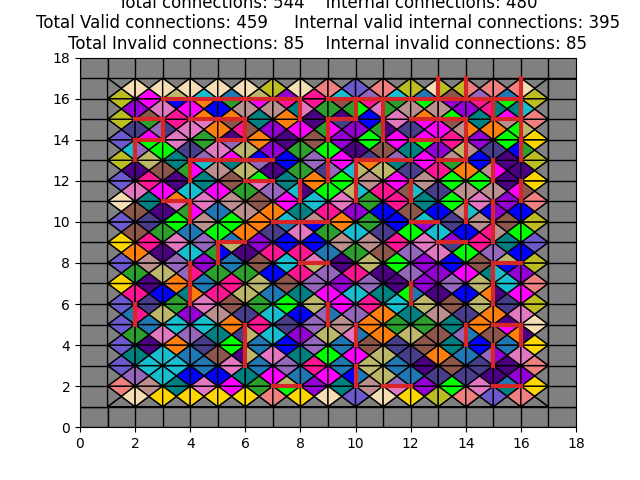 Total connections: 544 Internal connections: 480
Total Valid connections: 459 Internal valid internal connections: 395
Total Invalid connections: 85 Internal invalid connections: 85
18
16
14
12
10
8
6
4
2
0
0 2 4 6 8 10 12 14 16 18